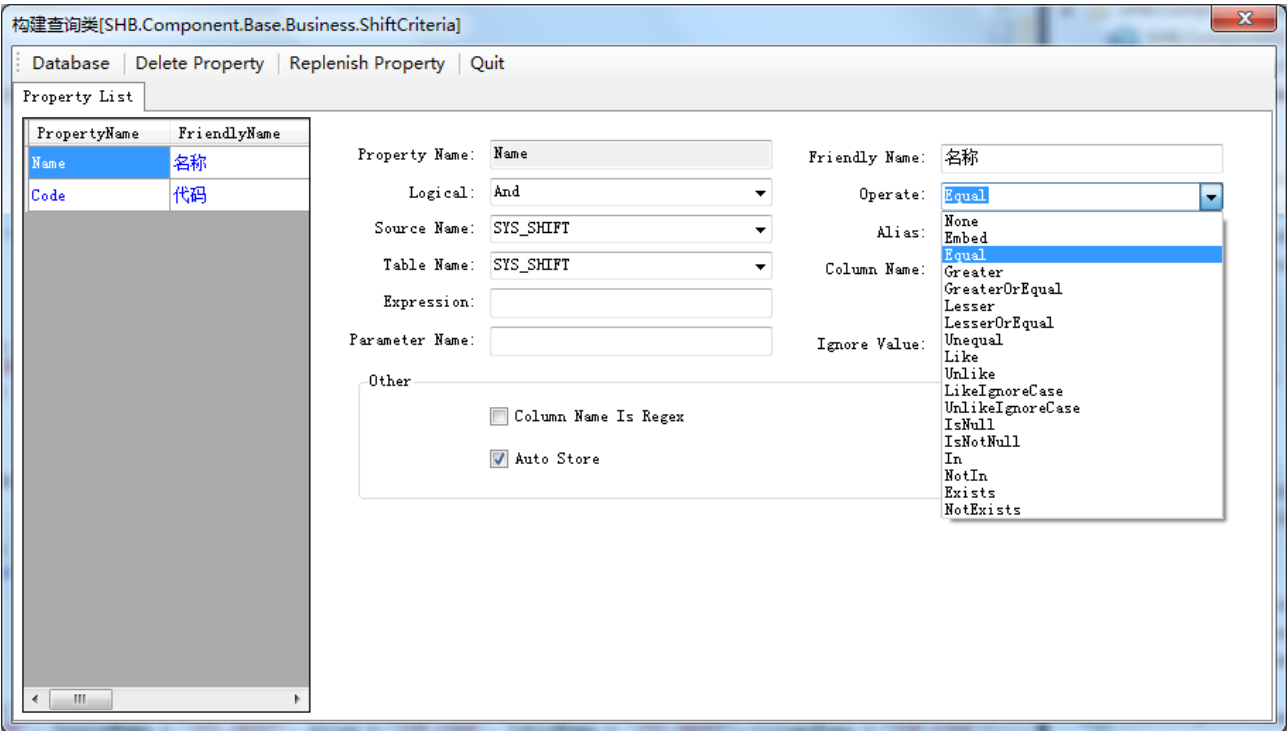 构建查询类[SHB.Component.Base.Business.ShiftCriteria]
Database Delete Property Replenish Property Quit
Property List
PropertyName FriendlyName
Name 名称
Code 代码
Property Name: Name Friendly Name: 名称
Logical: And Operate: Equal
Source Name: SYS_SHIFT Alias:
Table Name: SYS_SHIFT Column Name:
Expression:
Parameter Name: Ignore Value:
None
Embed
Equal
Greater
GreaterOrEqual
Lesser
LesserOrEqual
Unequal
Like
Unlike
LikeIgnoreCase
UnlikeIgnoreCase
IsNull
IsNotNull
In
NotIn
Exists
NotExists
Other
Column Name Is Regex
Auto Store